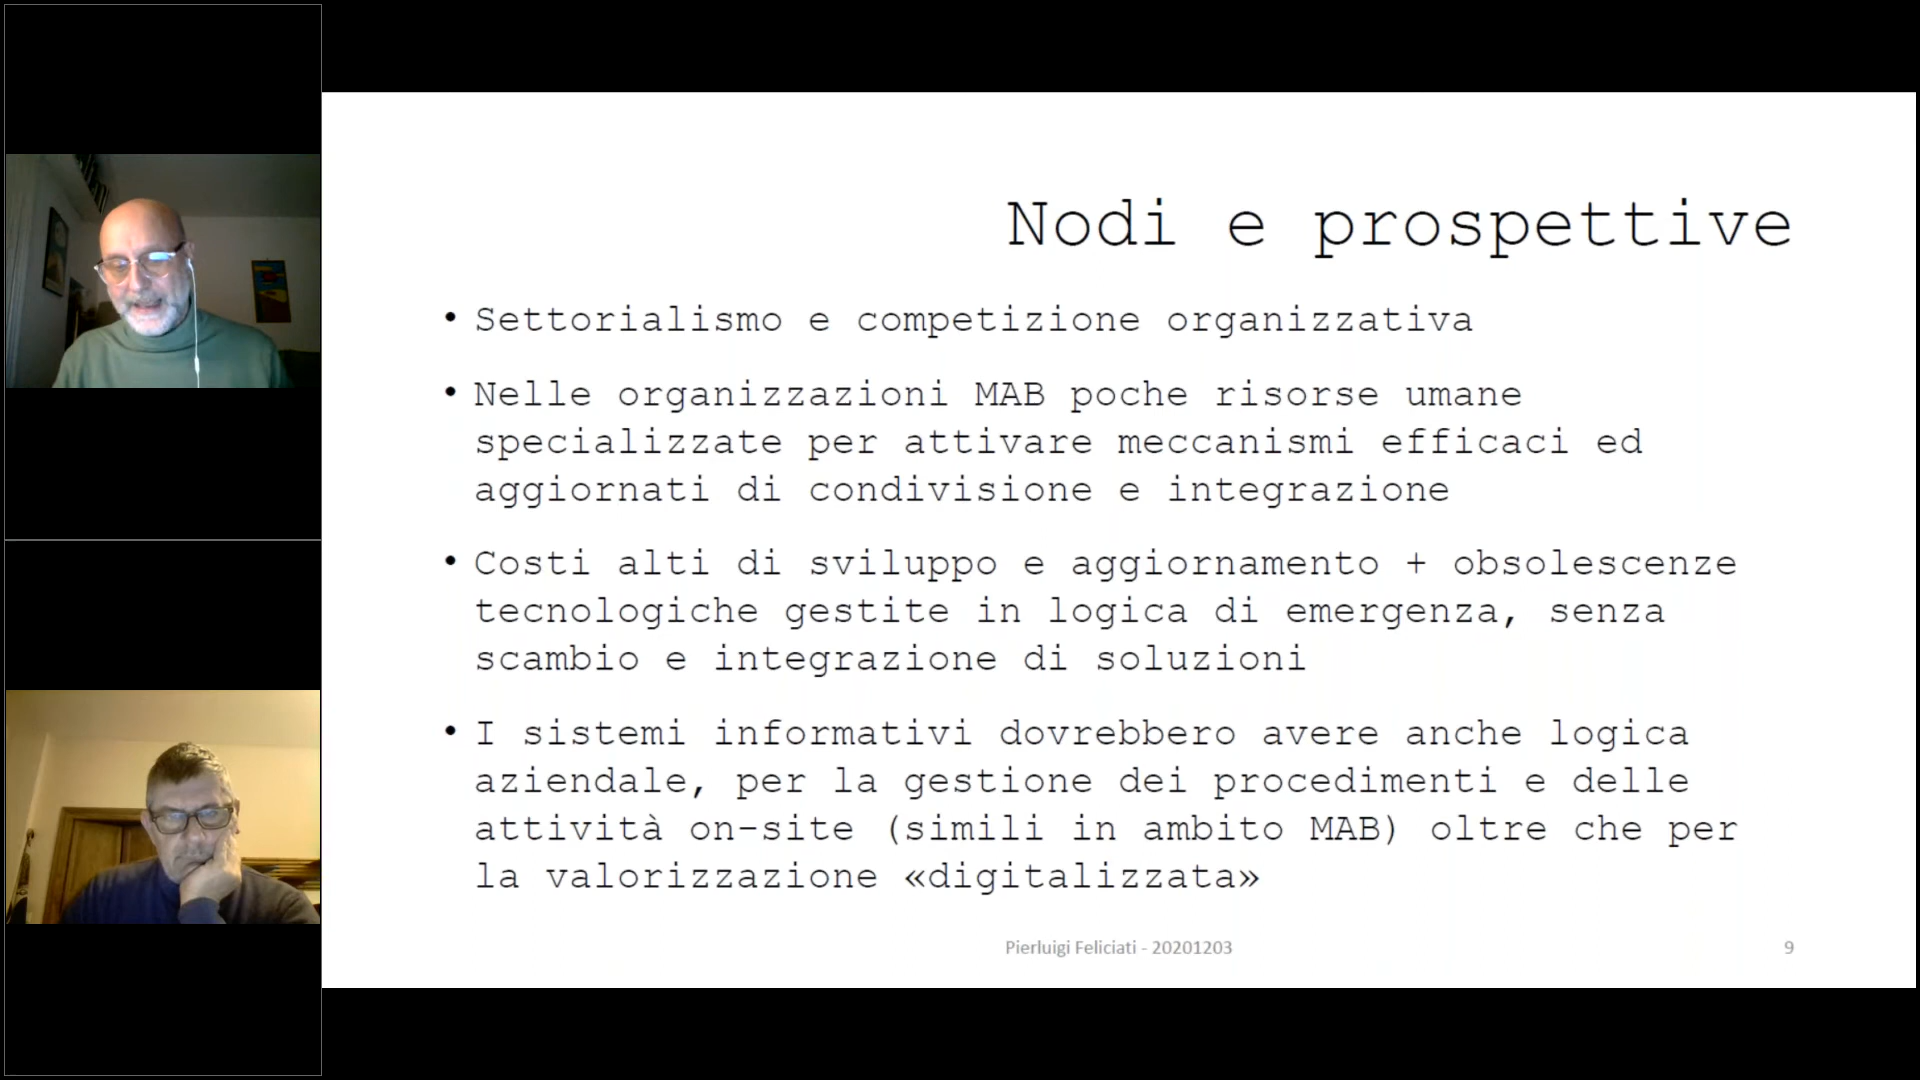 Nodi e prospettive
• Settorialismo e competizione organizzativa
• Nelle organizzazioni MAB poche risorse umane
specializzate per attivare meccanismi efficaci ed
aggiornati di condivisione e integrazione
• Costi alti di sviluppo e aggiornamento + obsolescenze
tecnologiche gestite in logica di emergenza, senza
scambio e integrazione di soluzioni
• I sistemi informativi dovrebbero avere anche logica
aziendale, per la gestione dei procedimenti e delle
attività on-site (simili in ambito MAB) oltre che per
la valorizzazione «digitalizzata»
Pierluigi Feliciati - 20201203
9